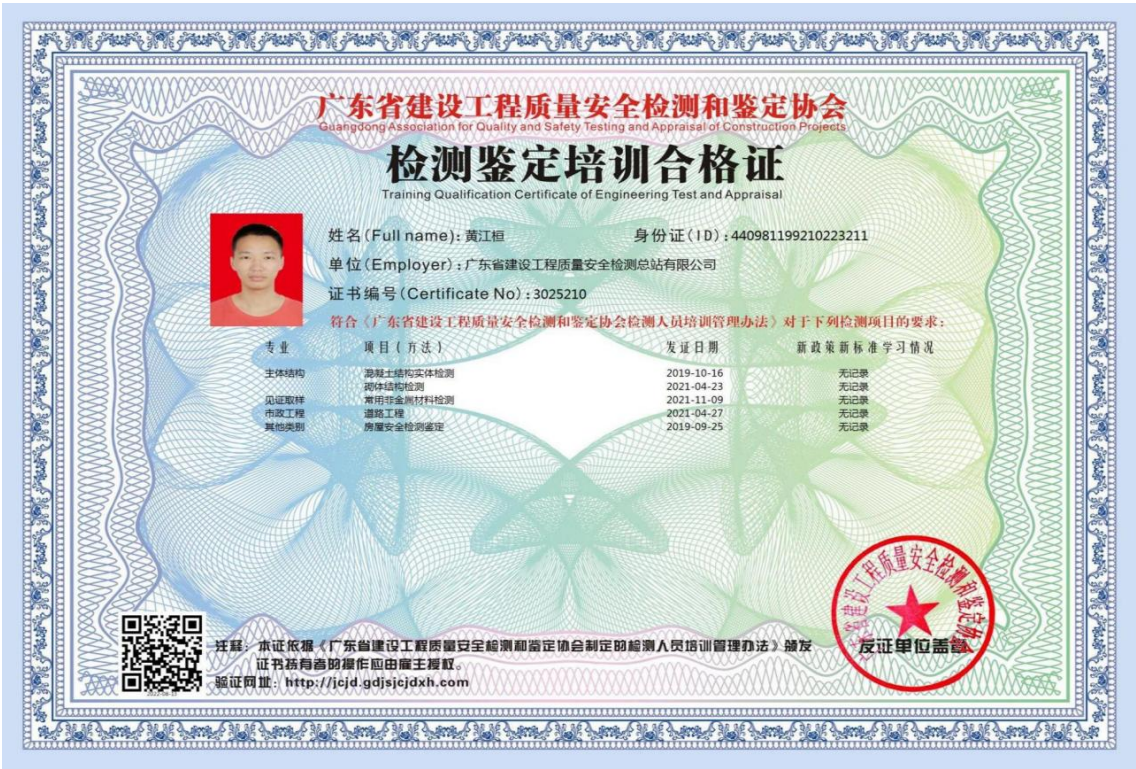 广东省建设工程质量安全检测和鉴定协会
Guangdong Association for Quality and Safety Testing and Appraisal of Construction Projects
检测鉴定培训合格证
Training Qualification Certificate of Engineering Test and Appraisal
姓名(Full name): 黄江桓 身份证(ID): 440981199210223211
单位(Employer): 广东省建设工程质量安全检测总站有限公司
证书编号(Certificate No): 3025210
符合《广东省建设工程质量安全检测和鉴定协会检测人员培训管理办法》对于下列检测项目的要求:
专业 项目(方法) 发证日期 新政策新标准学习情况
主体结构 混凝土结构实体检测 2019-10-16 无记录
砌体结构检测 2021-04-23 无记录
见证取样 常用非金属材料检测 2021-11-09 无记录
市政工程 道路工程 2021-04-27 无记录
其他类别 房屋安全检测鉴定 2019-09-25 无记录
广东省建设工程质量安全检测和鉴定协会
发证单位盖章
注释: 本证依据《广东省建设工程质量安全检测和鉴定协会制定的检测人员培训管理办法》颁发
证书持有者的操作应由雇主授权。
验证网址: http://jcjd.gdjsjcjdxh.com